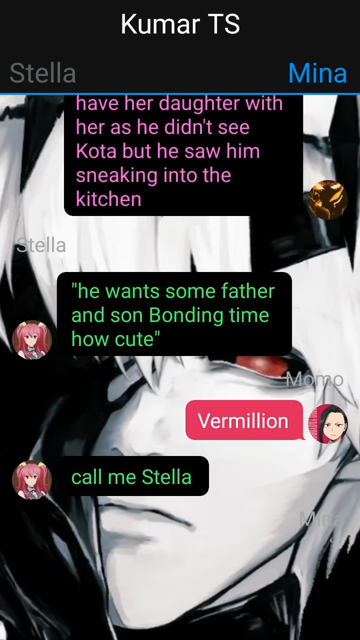 Kumar TS
Stella
Mina
have her daughter with
her as he didn't see
Kota but he saw him
sneaking into the
kitchen
Stella
"he wants some father
and son Bonding time
how cute"
Momo
Vermillion
call me Stella
Mina